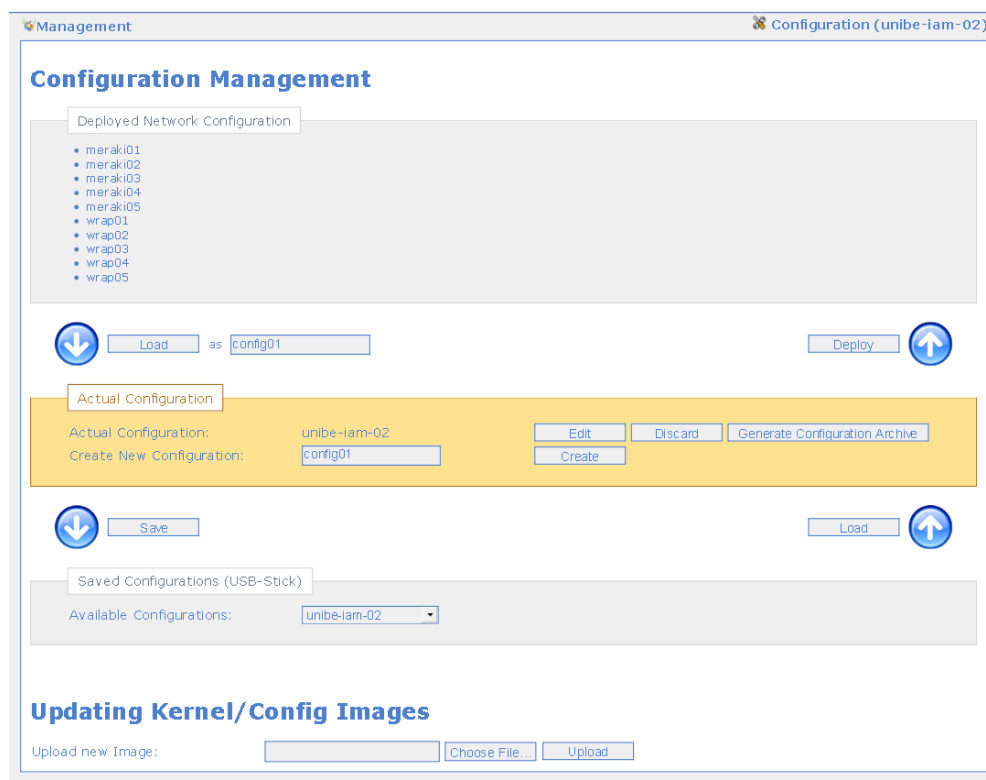 Management
Configuration (unibe-iam-02)
Configuration Management
Deployed Network Configuration
meraki01
meraki02
meraki03
meraki04
meraki05
wrap01
wrap02
wrap03
wrap04
wrap05
Load as config01 Deploy
Actual Configuration
Actual Configuration: unibe-iam-02 Edit Discard Generate Configuration Archive
Create New Configuration: config01 Create
Save Load
Saved Configurations (USB-Stick)
Available Configurations: unibe-iam-02
Updating Kernel/Config Images
Upload new Image: Choose File... Upload